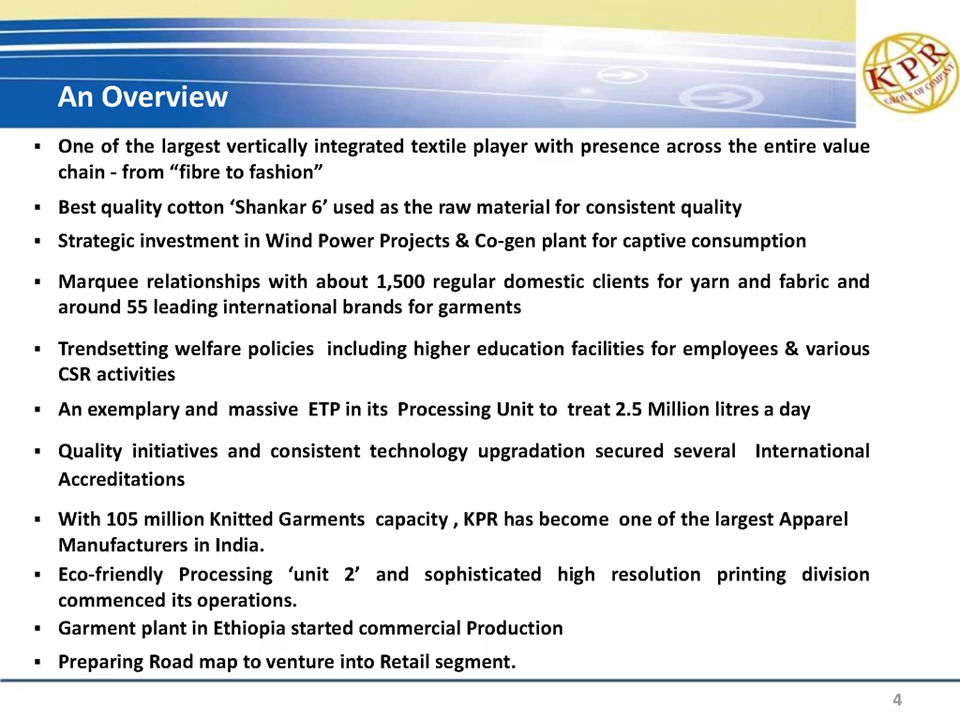 An Overview
KPR
GROUP OF COMPANY
▪ One of the largest vertically integrated textile player with presence across the entire value
chain - from “fibre to fashion”
▪ Best quality cotton ‘Shankar 6’ used as the raw material for consistent quality
▪ Strategic investment in Wind Power Projects & Co-gen plant for captive consumption
▪ Marquee relationships with about 1,500 regular domestic clients for yarn and fabric and
around 55 leading international brands for garments
▪ Trendsetting welfare policies including higher education facilities for employees & various
CSR activities
▪ An exemplary and massive ETP in its Processing Unit to treat 2.5 Million litres a day
▪ Quality initiatives and consistent technology upgradation secured several International
Accreditations
▪ With 105 million Knitted Garments capacity , KPR has become one of the largest Apparel
Manufacturers in India.
▪ Eco-friendly Processing ‘unit 2’ and sophisticated high resolution printing division
commenced its operations.
▪ Garment plant in Ethiopia started commercial Production
▪ Preparing Road map to venture into Retail segment.
4